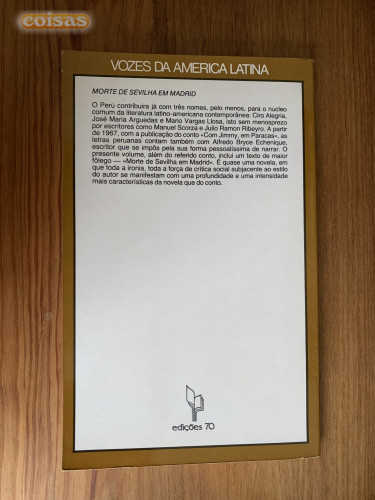 coisas
VOZES DA AMERICA LATINA
MORTE DE SEVILHA EM MADRID
O Perú contribuira já com três nomes, pelo menos, para o núcleo
comum da literatura latino-americana contemporânea: Ciro Alegria,
José Maria Arguedas e Mario Vargas Llosa, isto sem menosprezo
por escritores como Manuel Scorza e Julio Ramon Ribeyro. A partir
de 1967, com a publicação do conto «Com Jimmy, em Paracas», as
letras peruanas contam também com Alfredo Bryce Echenique,
escritor que se impôs pela sua forma pessoalíssima de narrar. O
presente volume, além do referido conto, inclui um texto de maior
fôlego — «Morte de Sevilha em Madrid». É quase uma novela, em
que toda a ironia, toda a força de crítica social subjacente ao estilo
do autor se manifestam com uma profundidade e uma intensidade
mais características da novela que do conto.
edições 70